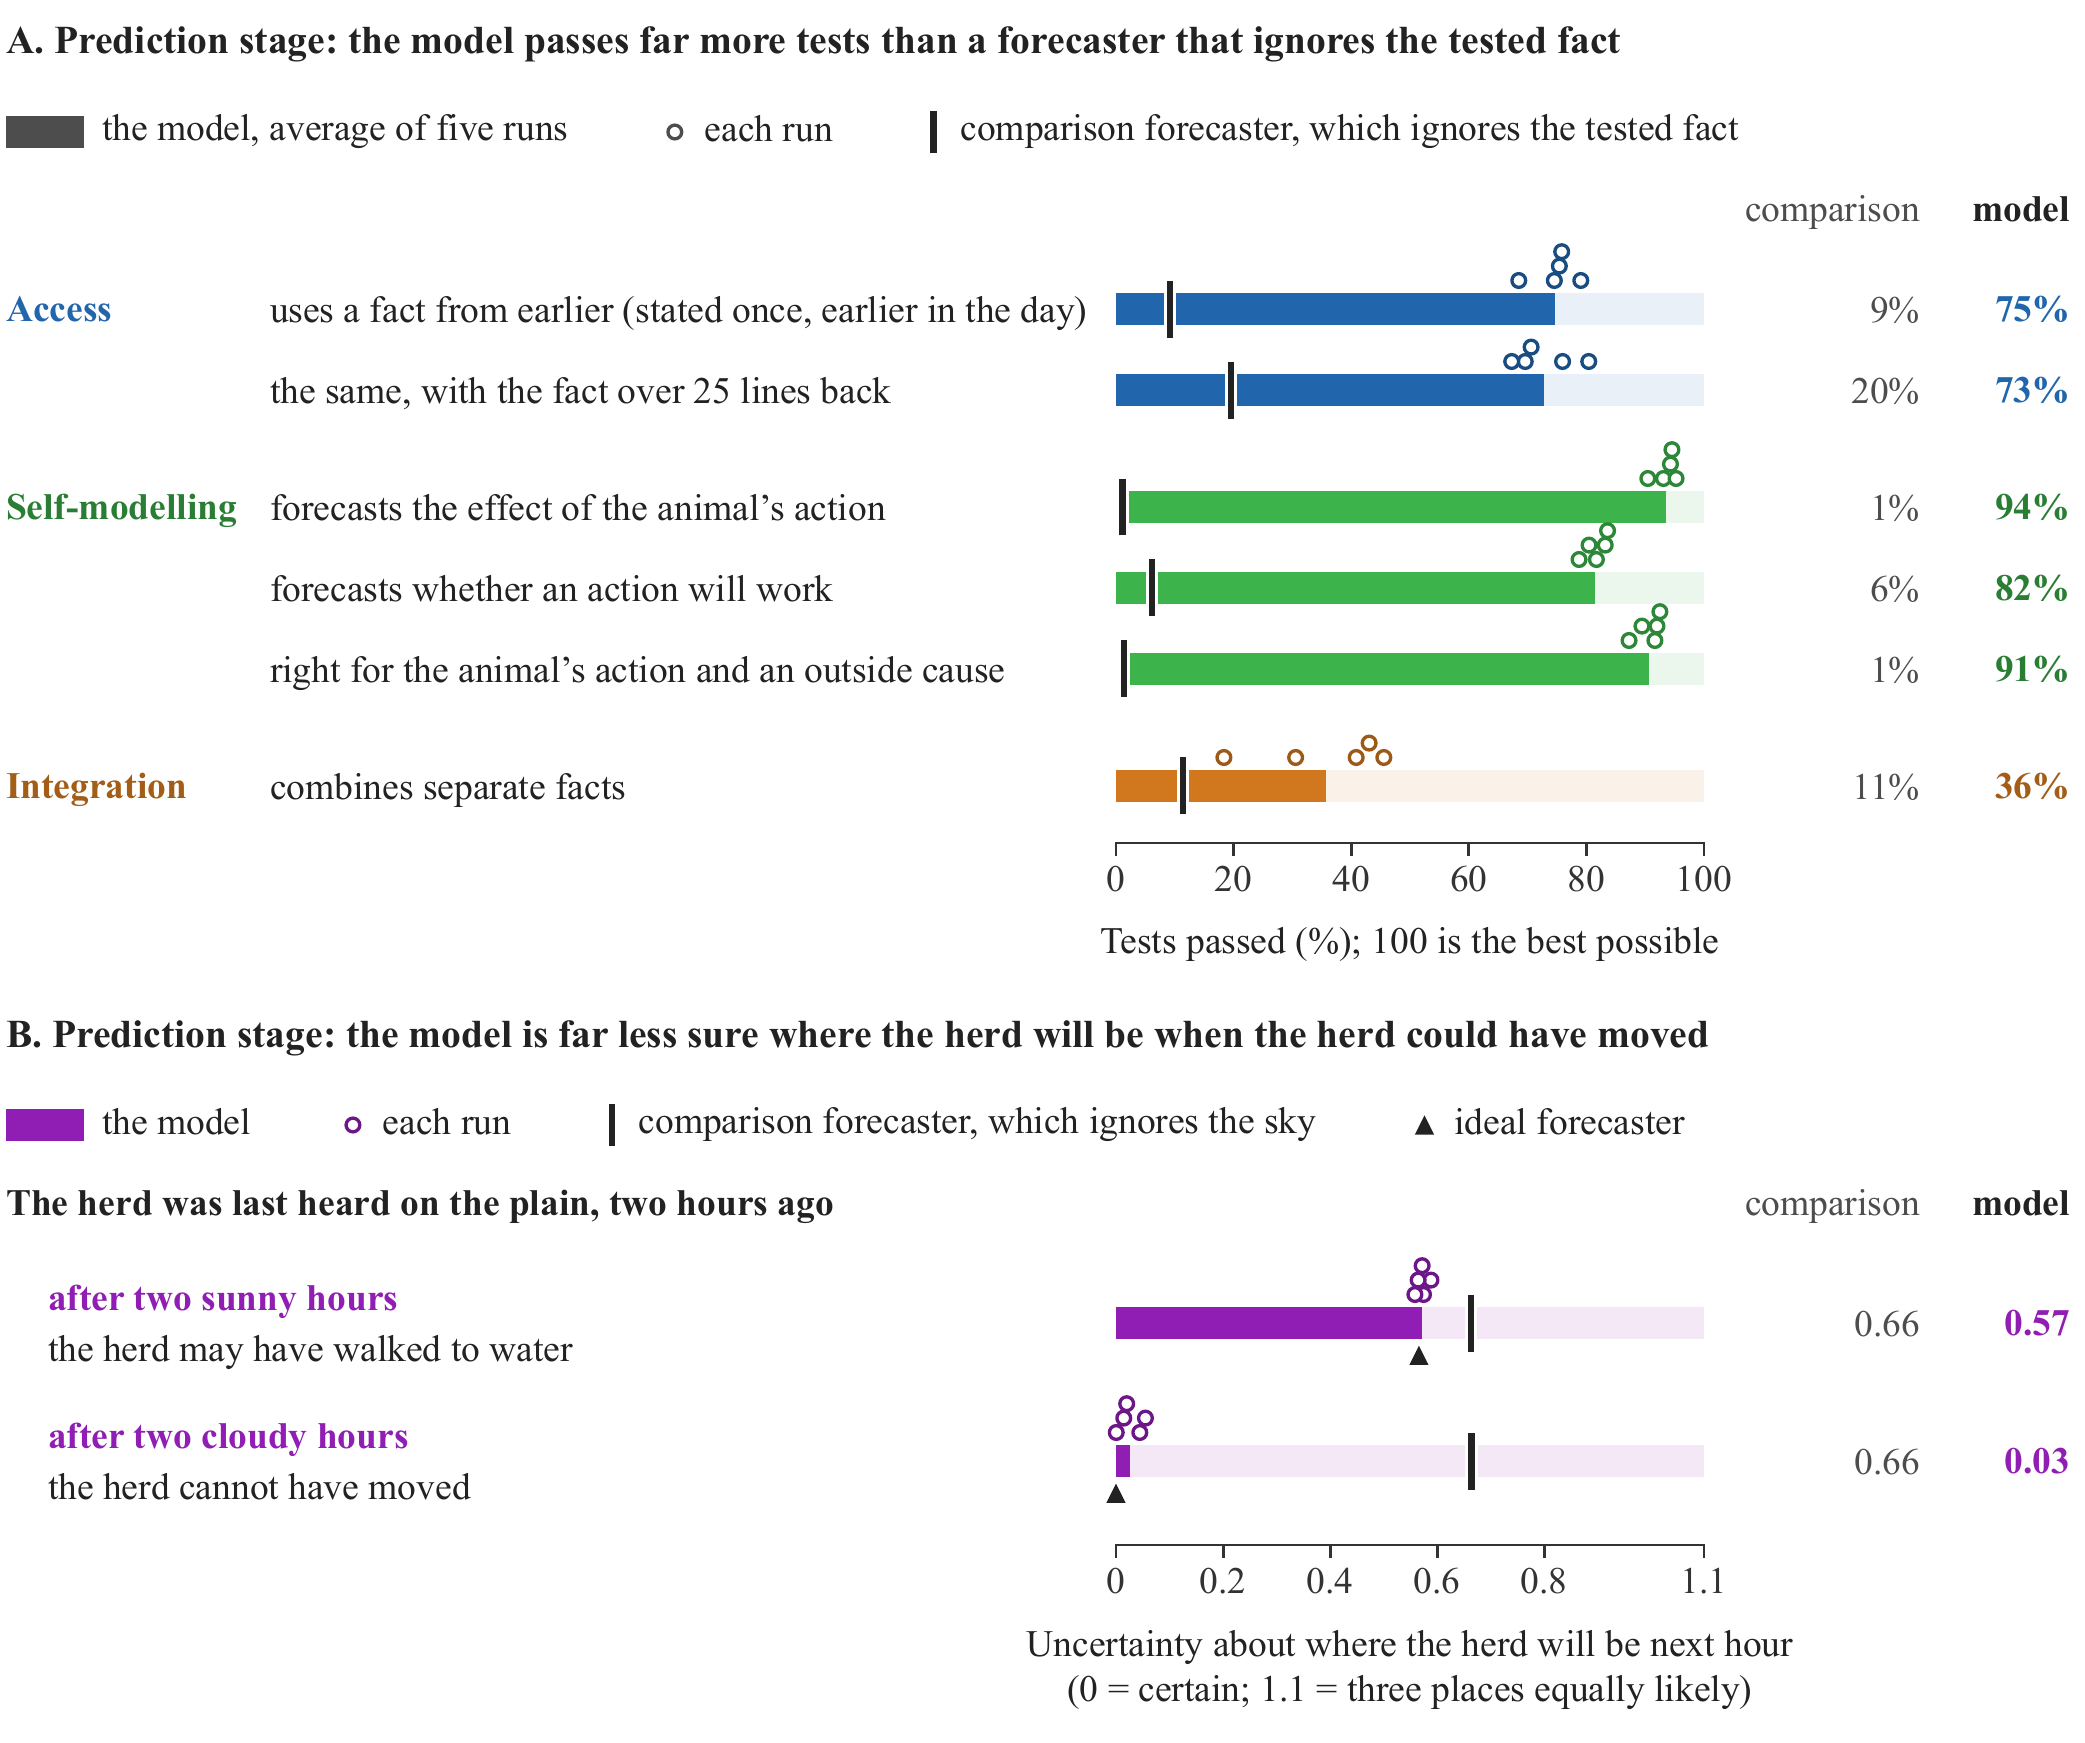 A. Prediction stage: the model passes far more tests than a forecaster that ignores the tested fact
the model, average of five runs each run comparison forecaster, which ignores the tested fact
comparison model
Access uses a fact from earlier (stated once, earlier in the day) 9% 75%
the same, with the fact over 25 lines back 20% 73%
Self-modelling forecasts the effect of the animal’s action 1% 94%
forecasts whether an action will work 6% 82%
right for the animal’s action and an outside cause 1% 91%
Integration combines separate facts 11% 36%
0 20 40 60 80 100
Tests passed (%); 100 is the best possible
B. Prediction stage: the model is far less sure where the herd will be when the herd could have moved
the model each run comparison forecaster, which ignores the sky ideal forecaster
The herd was last heard on the plain, two hours ago comparison model
after two sunny hours
the herd may have walked to water 0.66 0.57
after two cloudy hours
the herd cannot have moved 0.66 0.03
0 0.2 0.4 0.6 0.8 1.1
Uncertainty about where the herd will be next hour
(0 = certain; 1.1 = three places equally likely)